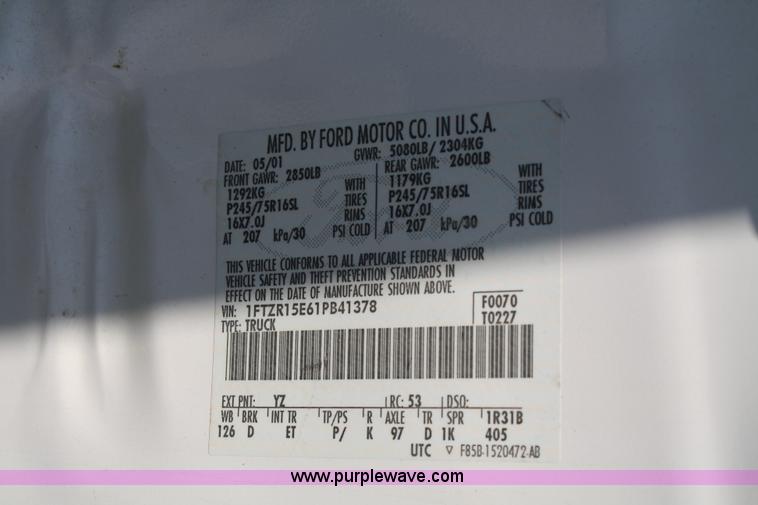 MFD. BY FORD MOTOR CO. IN U.S.A.
DATE: 05/01 GVWR: 5080LB/ 2304KG
FRONT GAWR: 2850LB REAR GAWR: 2600LB
1292KG WITH 1179KG WITH
P245/75R16SL TIRES P245/75R16SL TIRES
16X7.0J RIMS 16X7.0J RIMS
AT 207 kPa/30 PSI COLD AT 207 kPa/30 PSI COLD
THIS VEHICLE CONFORMS TO ALL APPLICABLE FEDERAL MOTOR
VEHICLE SAFETY AND THEFT PREVENTION STANDARDS IN
EFFECT ON THE DATE OF MANUFACTURE SHOWN ABOVE.
VIN: 1FTZR15E61PB41378 F0070
TYPE: TRUCK T0227
EXT PNT: YZ RC: 53 DSO:
WB BRK INT TR TP/PS R AXLE TR SPR 1R31B
126 D ET P/ K 97 D 1K 405
UTC ▽ F85B-1520472-AB
www.purplewave.com